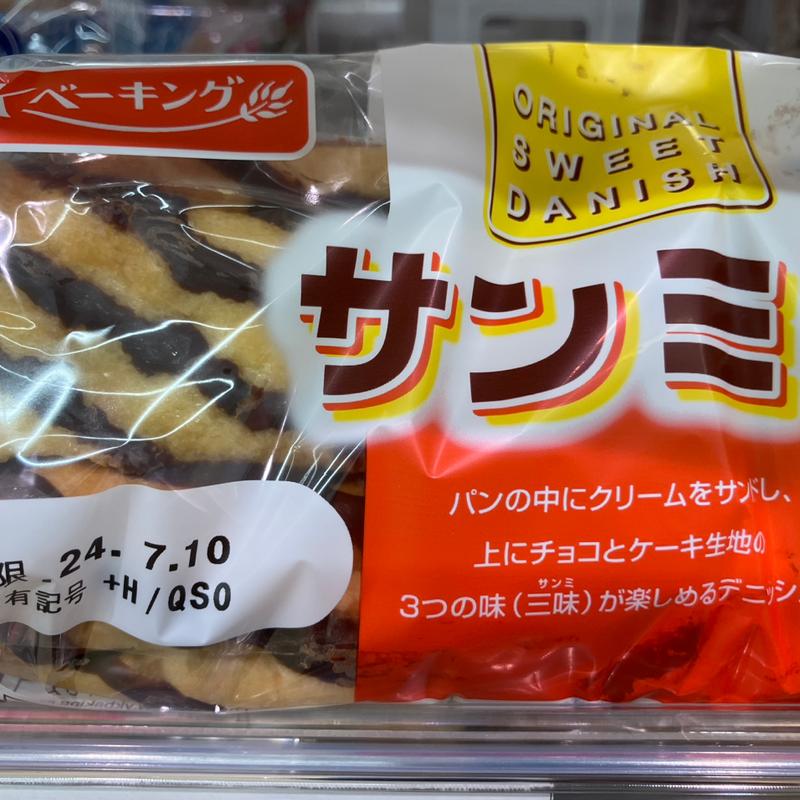 ベーキング
ORIGINAL
SWEET
DANISH
サンミ
パンの中にクリームをサンドし、
上にチョコとケーキ生地の
サンミ
3つの味（三味）が楽しめるデニッシュ
限 24- 7.10
有記号 +H/QS0